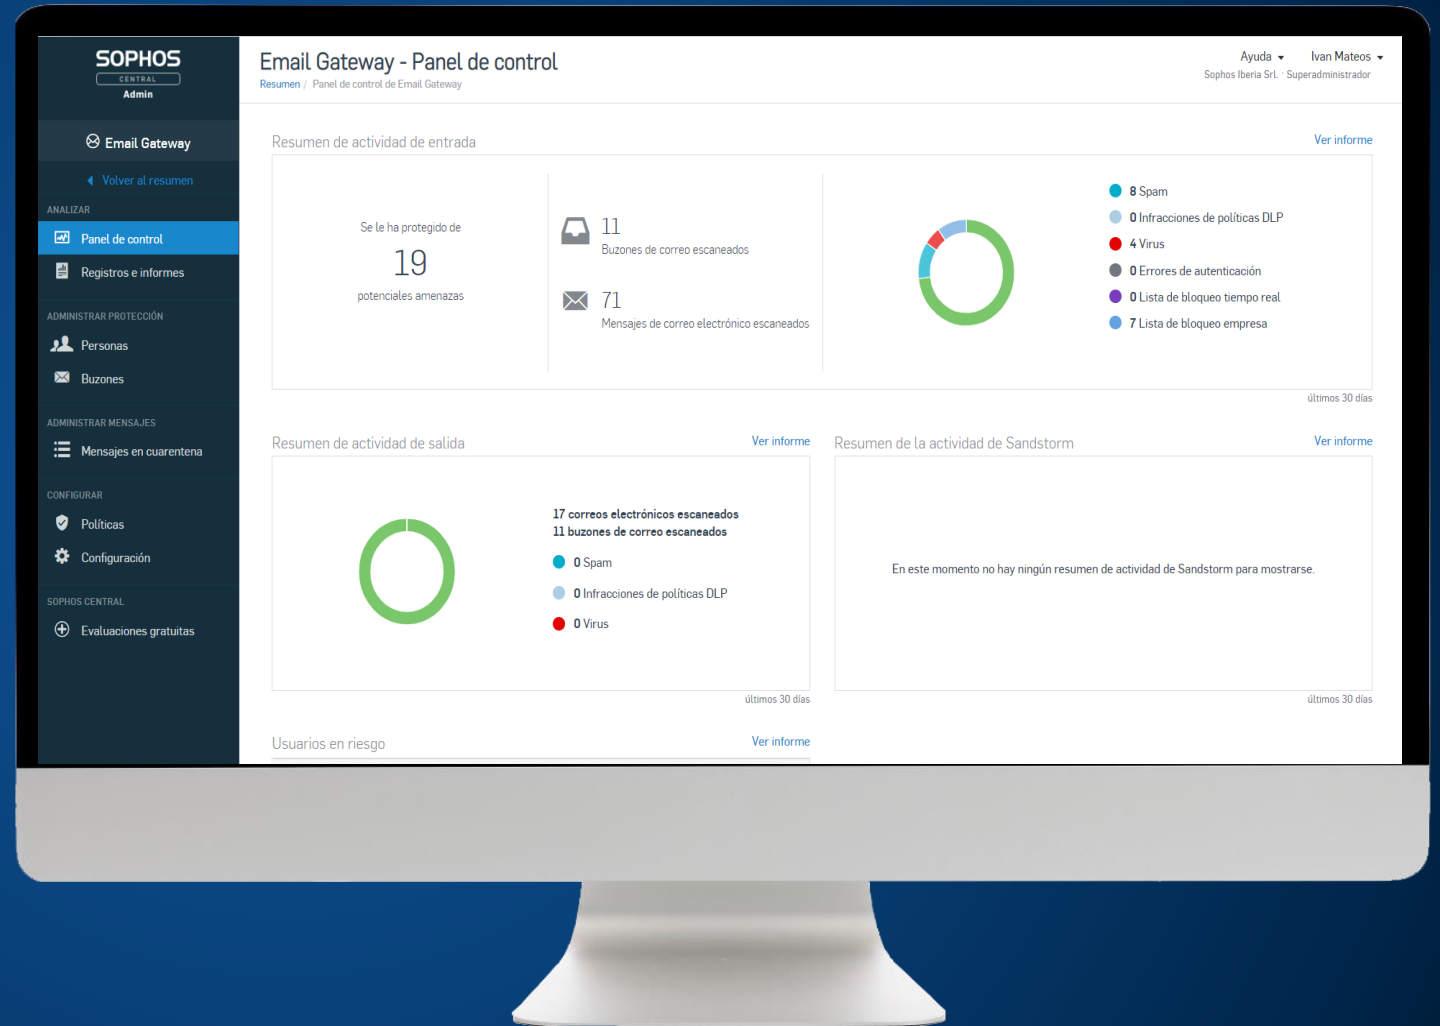 SOPHOS
CENTRAL
Admin
Email Gateway
Volver al resumen
ANALIZAR
Panel de control
Registros e informes
ADMINISTRAR PROTECCIÓN
Personas
Buzones
ADMINISTRAR MENSAJES
Mensajes en cuarentena
CONFIGURAR
Políticas
Configuración
SOPHOS CENTRAL
Evaluaciones gratuitas
Email Gateway - Panel de control
Resumen / Panel de control de Email Gateway
Ayuda
Ivan Mateos
Sophos Iberia Srl. · Superadministrador
Resumen de actividad de entrada
Ver informe
Se le ha protegido de
19
potenciales amenazas
11
Buzones de correo escaneados
71
Mensajes de correo electrónico escaneados
8 Spam
0 Infracciones de políticas DLP
4 Virus
0 Errores de autenticación
0 Lista de bloqueo tiempo real
7 Lista de bloqueo empresa
últimos 30 días
Resumen de actividad de salida
Ver informe
17 correos electrónicos escaneados
11 buzones de correo escaneados
0 Spam
0 Infracciones de políticas DLP
0 Virus
últimos 30 días
Resumen de la actividad de Sandstorm
Ver informe
En este momento no hay ningún resumen de actividad de Sandstorm para mostrarse.
últimos 30 días
Usuarios en riesgo
Ver informe